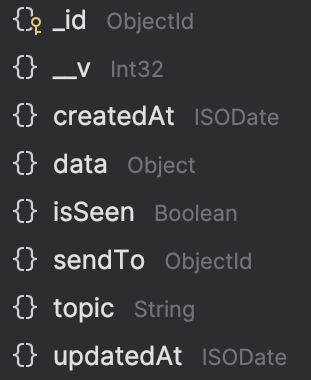 _id ObjectId
__v Int32
createdAt ISODate
data Object
isSeen Boolean
sendTo ObjectId
topic String
updatedAt ISODate